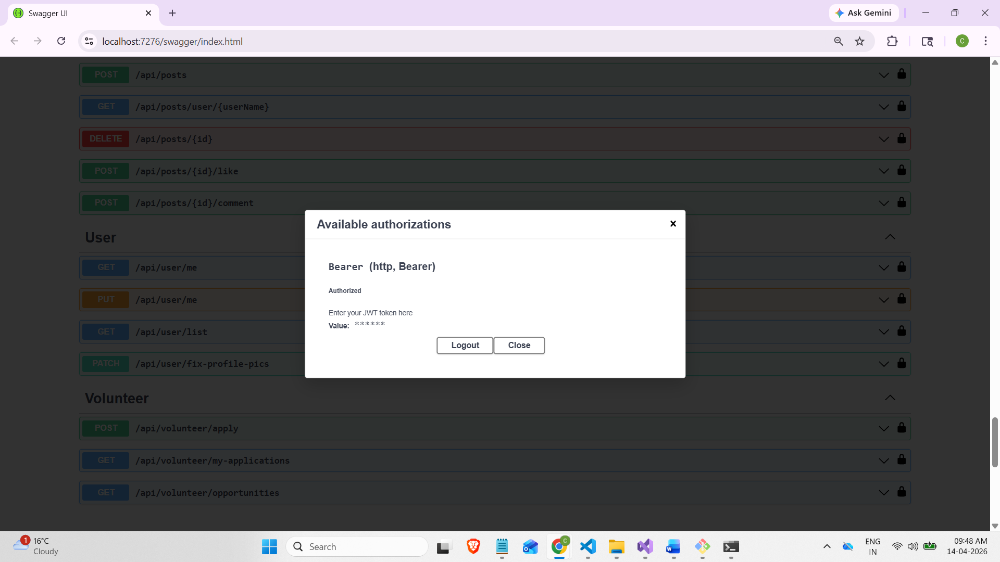 Swagger UI
Ask Gemini
localhost:7276/swagger/index.html
C
POST /api/posts
GET /api/posts/user/{userName}
DELETE /api/posts/{id}
POST /api/posts/{id}/like
POST /api/posts/{id}/comment
User
GET /api/user/me
PUT /api/user/me
GET /api/user/list
PATCH /api/user/fix-profile-pics
Volunteer
POST /api/volunteer/apply
GET /api/volunteer/my-applications
GET /api/volunteer/opportunities
Available authorizations
Bearer (http, Bearer)
Authorized
Enter your JWT token here
Value: ******
Logout
Close
1
16°C
Cloudy
Search
C
ENG
IN
09:48 AM
14-04-2026